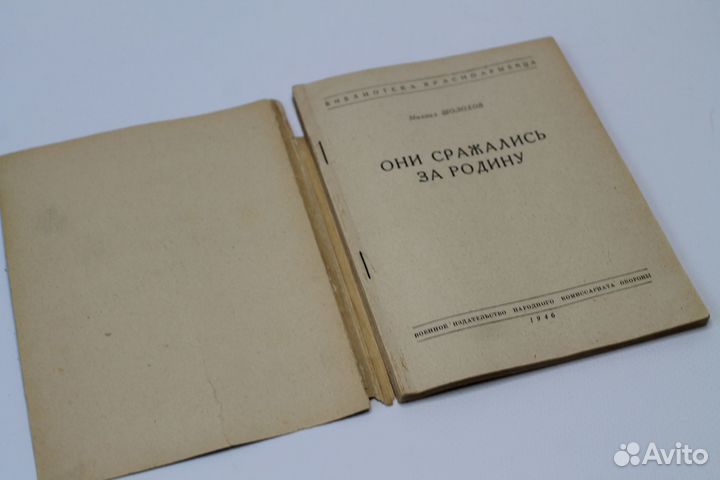 БИБЛИОТЕКА КРАСНОАРМЕЙЦА
Михаил ШОЛОХОВ
ОНИ СРАЖАЛИСЬ
ЗА РОДИНУ
ВОЕННОЕ ИЗДАТЕЛЬСТВО НАРОДНОГО КОМИССАРИАТА ОБОРОНЫ
1946
Avito